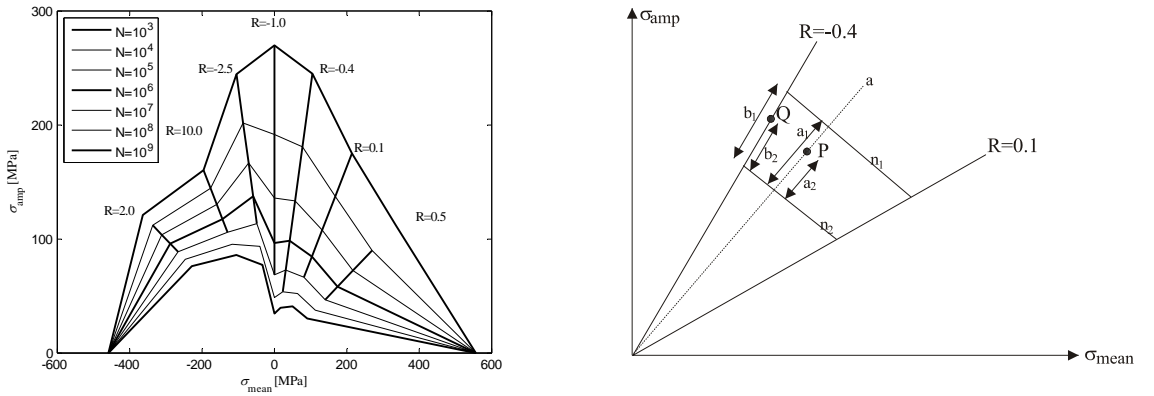 300
200
100
0
σamp [MPa]
N=10³
N=10⁴
N=10⁵
N=10⁶
N=10⁷
N=10⁸
N=10⁹
R=-1.0
R=-2.5
R=-0.4
R=10.0
R=0.1
R=2.0
R=0.5
-600
-400
-200
0
200
400
600
σmean [MPa]
σamp
R=-0.4
a
b₁
Q
a₁
P
R=0.1
b₂
n₁
a₂
n₂
σmean